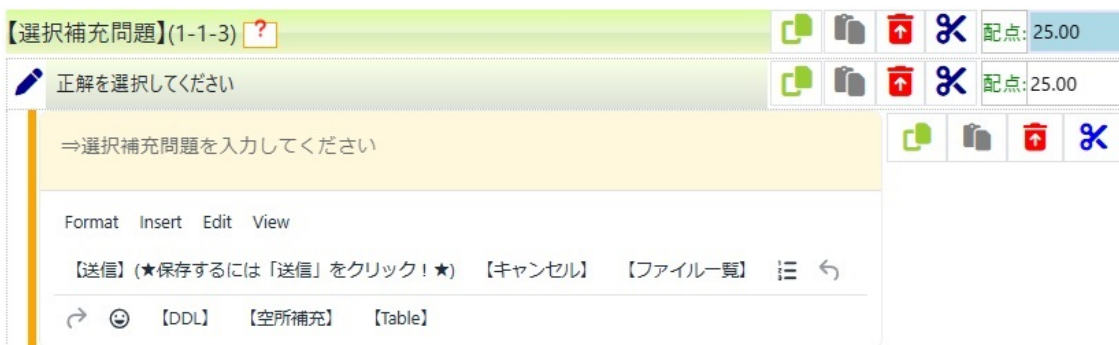 【選択補充問題】(1-1-3) ? 配点: 25.00
正解を選択してください 配点: 25.00
⇒選択補充問題を入力してください
Format Insert Edit View
【送信】(★保存するには「送信」をクリック！★) 【キャンセル】 【ファイル一覧】
【DDL】 【空所補充】 【Table】